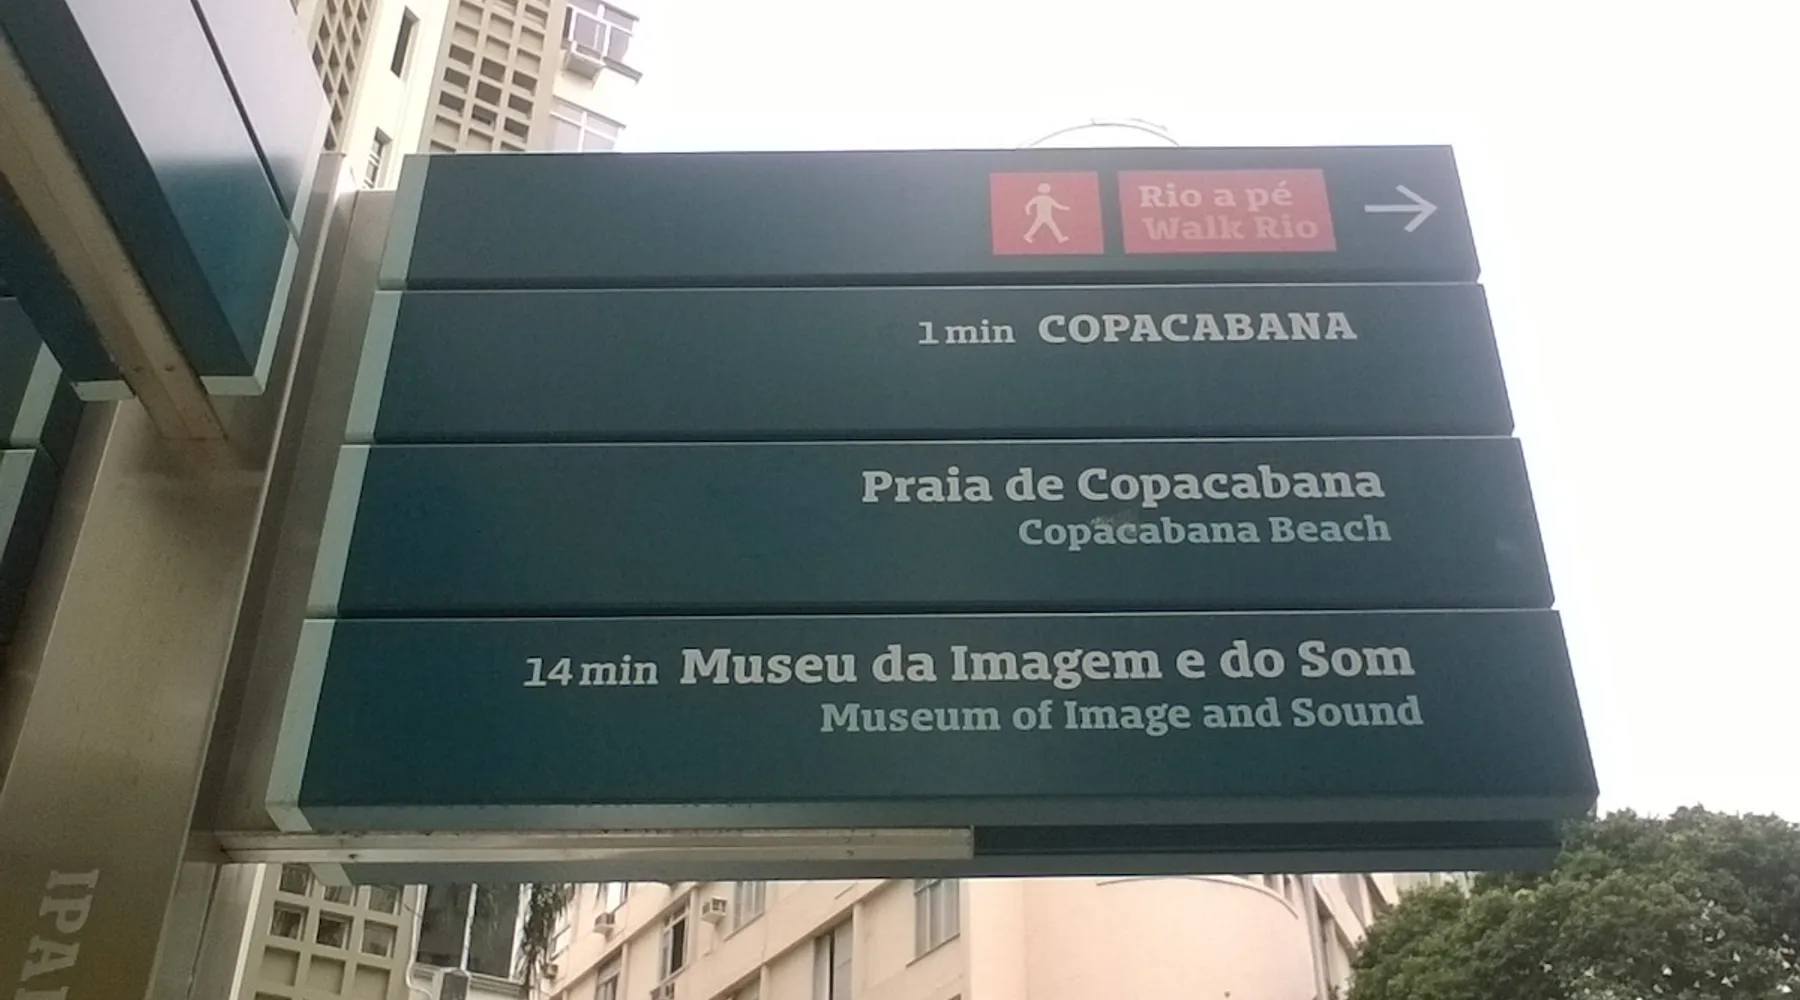 Rio a pé
Walk Rio
1 min COPACABANA
Praia de Copacabana
Copacabana Beach
14 min Museu da Imagem e do Som
Museum of Image and Sound